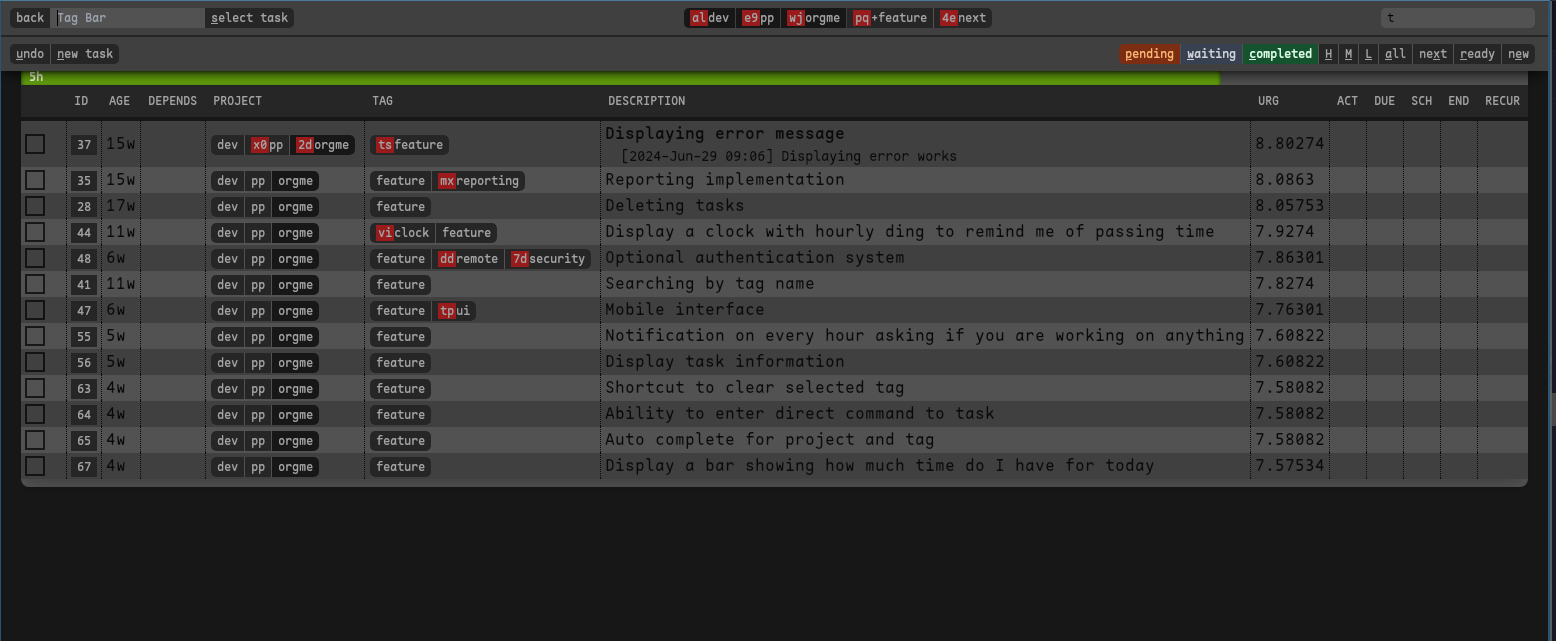 back Tag Bar select task aldev e9pp wjorgme pq+feature 4enext t
undo new task pending waiting completed H M L all next ready new
5h
ID AGE DEPENDS PROJECT TAG DESCRIPTION URG ACT DUE SCH END RECUR
37 15w dev x0pp 2dorgme tsfeature Displaying error message 8.80274
[2024-Jun-29 09:06] Displaying error works
35 15w dev pp orgme feature mxreporting Reporting implementation 8.0863
28 17w dev pp orgme feature Deleting tasks 8.05753
44 11w dev pp orgme viclock feature Display a clock with hourly ding to remind me of passing time 7.9274
48 6w dev pp orgme feature ddremote 7dsecurity Optional authentication system 7.86301
41 11w dev pp orgme feature Searching by tag name 7.8274
47 6w dev pp orgme feature tpui Mobile interface 7.76301
55 5w dev pp orgme feature Notification on every hour asking if you are working on anything 7.60822
56 5w dev pp orgme feature Display task information 7.60822
63 4w dev pp orgme feature Shortcut to clear selected tag 7.58082
64 4w dev pp orgme feature Ability to enter direct command to task 7.58082
65 4w dev pp orgme feature Auto complete for project and tag 7.58082
67 4w dev pp orgme feature Display a bar showing how much time do I have for today 7.57534